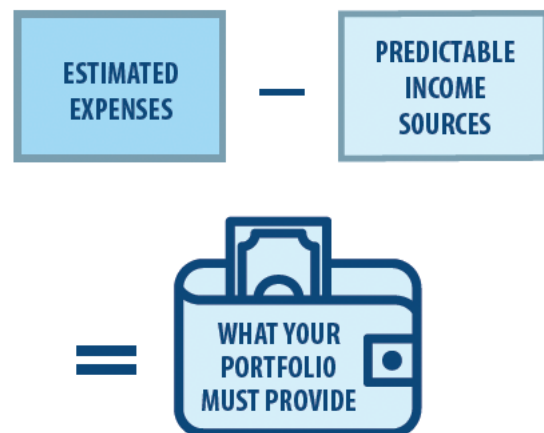 ESTIMATED
EXPENSES
—
PREDICTABLE
INCOME
SOURCES
=
WHAT YOUR
PORTFOLIO
MUST PROVIDE